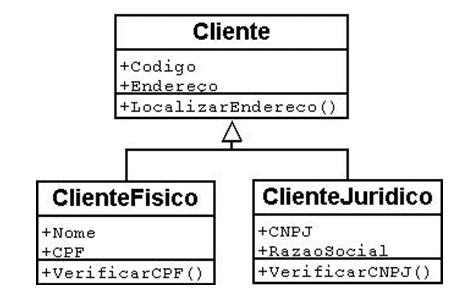 Cliente
+Codigo
+Endereço
+LocalizarEndereco()
ClienteFisico
+Nome
+CPF
+VerificarCPF()
ClienteJuridico
+CNPJ
+RazaoSocial
+VerificarCNPJ()